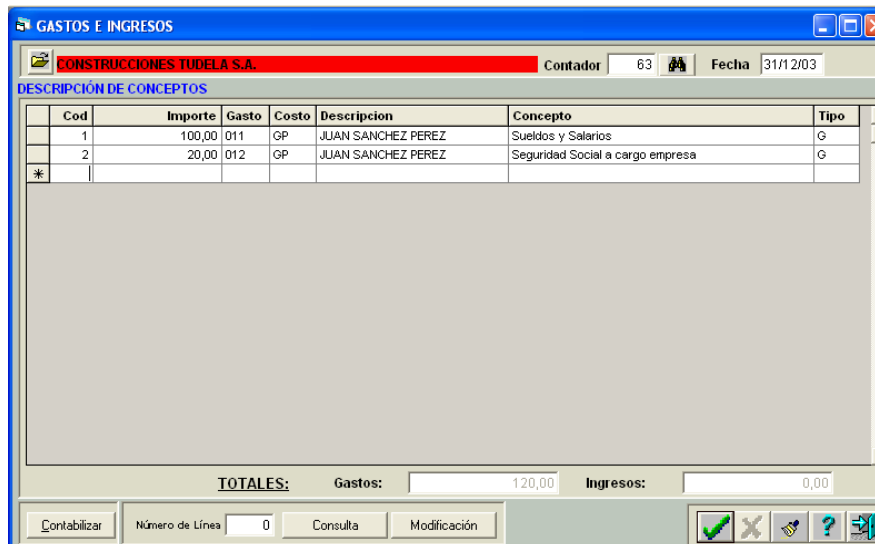 GASTOS E INGRESOS
CONSTRUCCIONES TUDELA S.A. Contador 63 Fecha 31/12/03
DESCRIPCIÓN DE CONCEPTOS
Cod Importe Gasto Costo Descripcion Concepto Tipo
1 100,00 011 GP JUAN SANCHEZ PEREZ Sueldos y Salarios G
2 20,00 012 GP JUAN SANCHEZ PEREZ Seguridad Social a cargo empresa G
TOTALES: Gastos: 120,00 Ingresos: 0,00
Contabilizar Número de Línea 0 Consulta Modificación